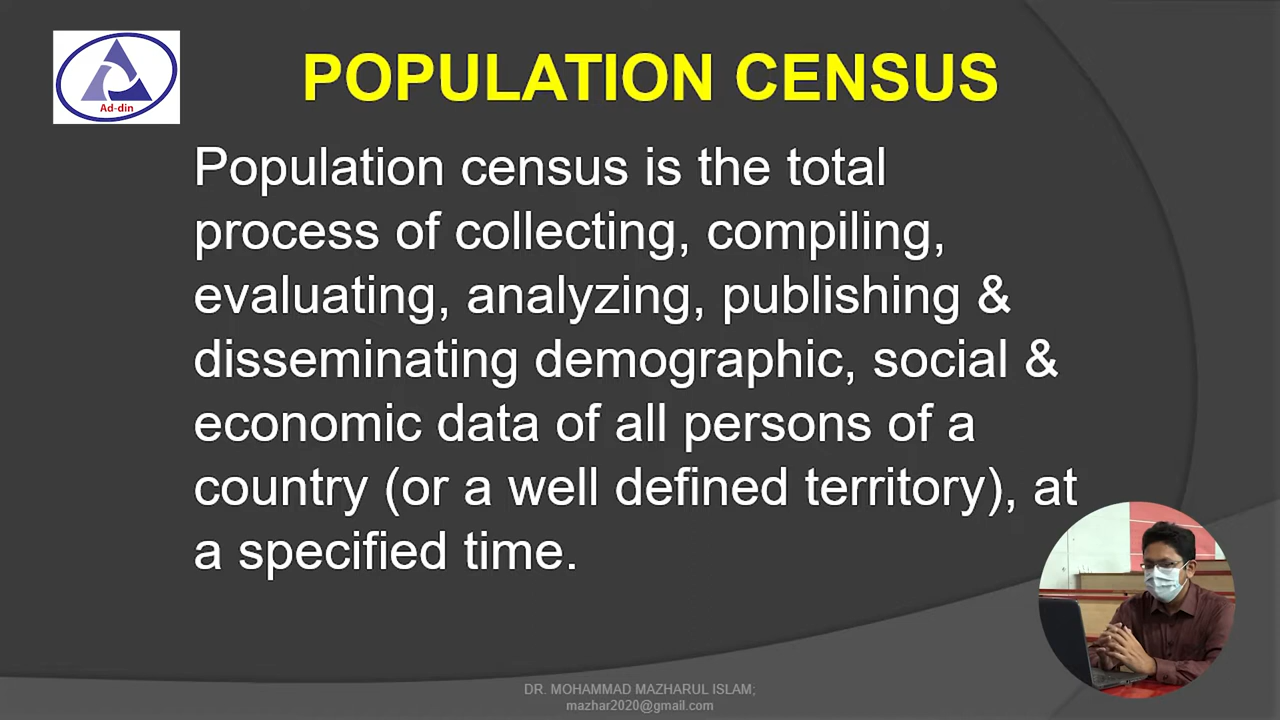 Ad-din
POPULATION CENSUS
Population census is the total
process of collecting, compiling,
evaluating, analyzing, publishing &
disseminating demographic, social &
economic data of all persons of a
country (or a well defined territory), at
a specified time.
DR. MOHAMMAD MAZHARUL ISLAM;
mazhar2020@gmail.com